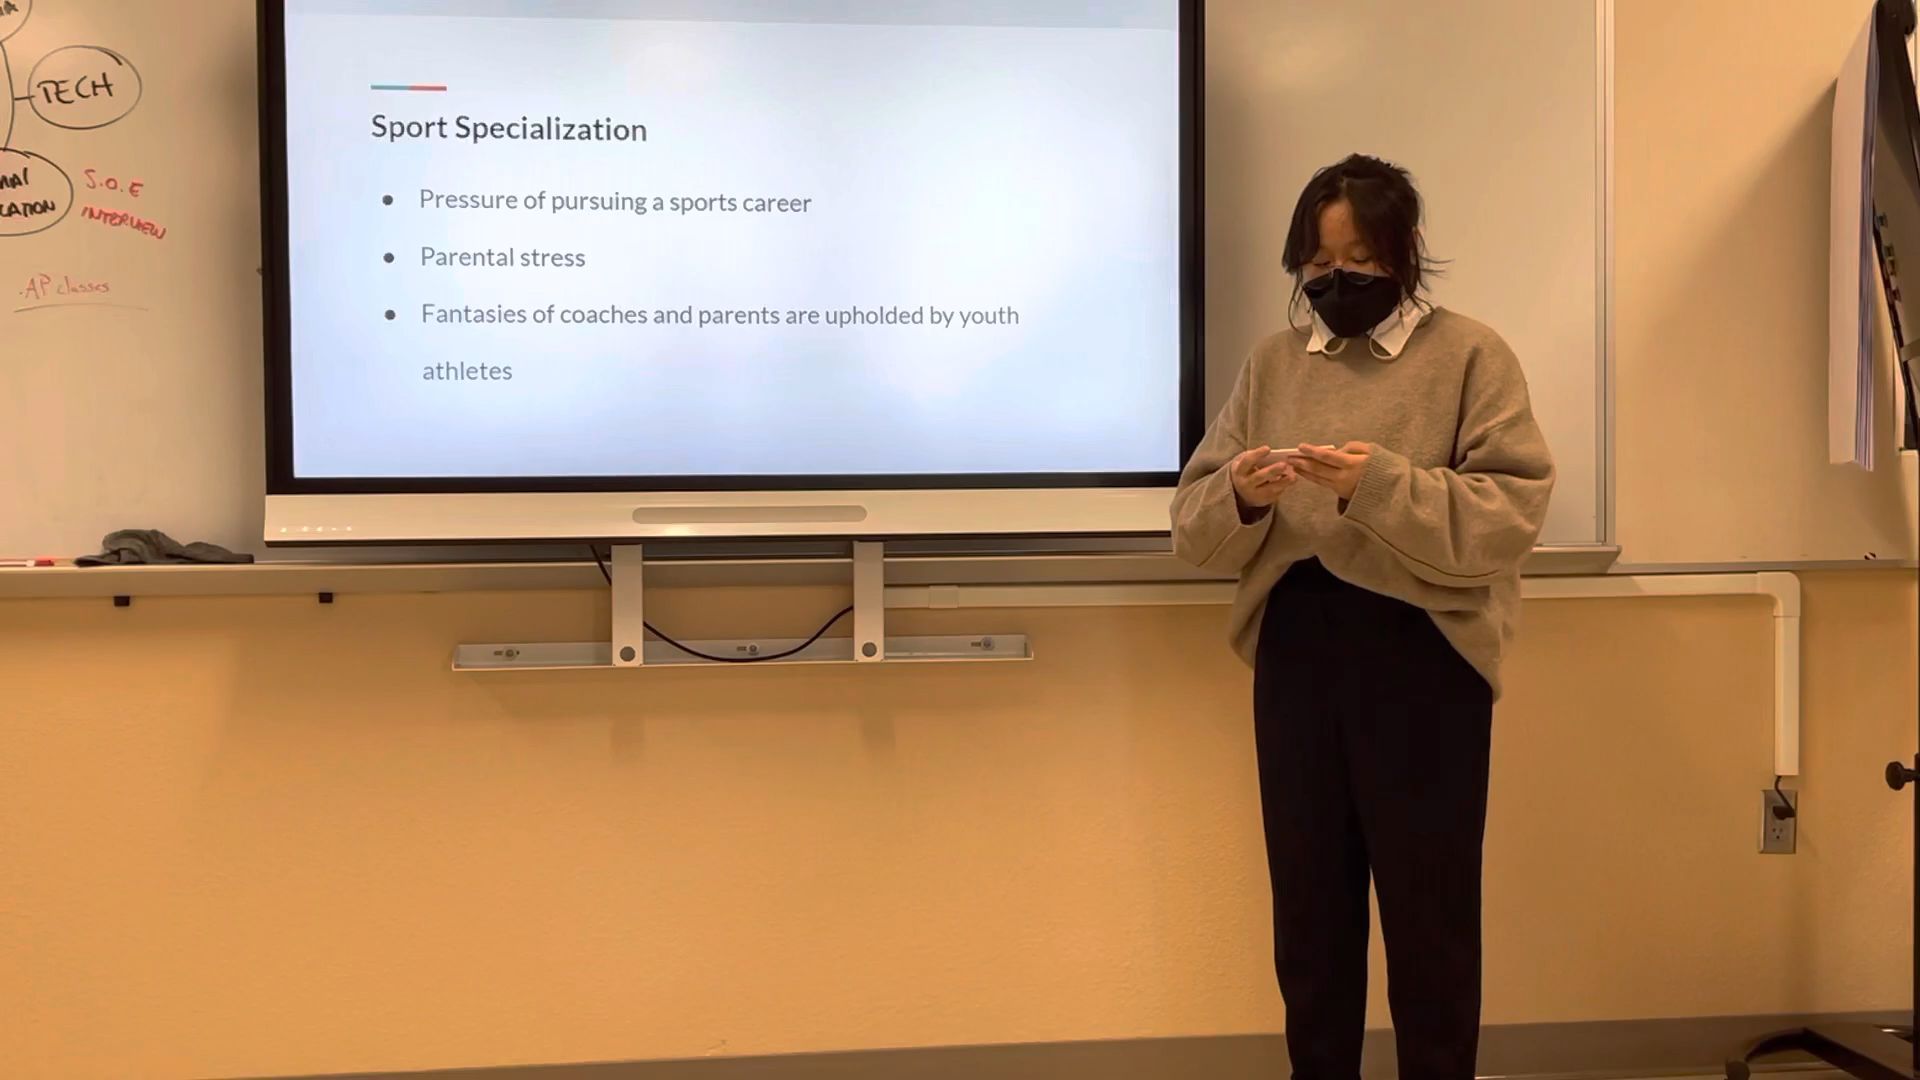 TECH
S.O.E
INTERVIEW
.AP classes
Sport Specialization
● Pressure of pursuing a sports career
● Parental stress
● Fantasies of coaches and parents are upholded by youth
athletes